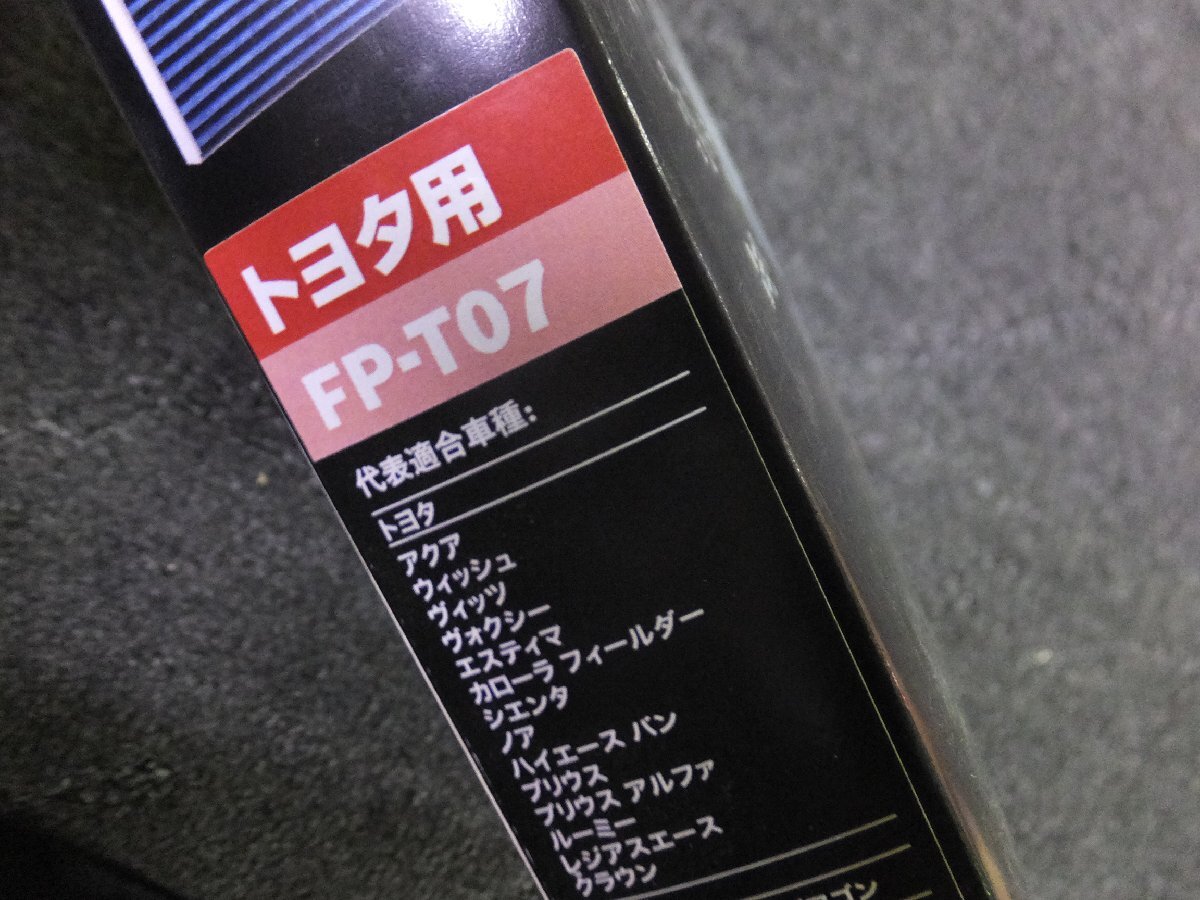 トヨタ用
FP-T07
代表適合車種:
トヨタ
アクア
ウィッシュ
ヴィッツ
ヴォクシー
エスティマ
カローラ フィールダー
シエンタ
ノア
ハイエース バン
プリウス
プリウス アルファ
ルーミー
レジアスエース
クラウン